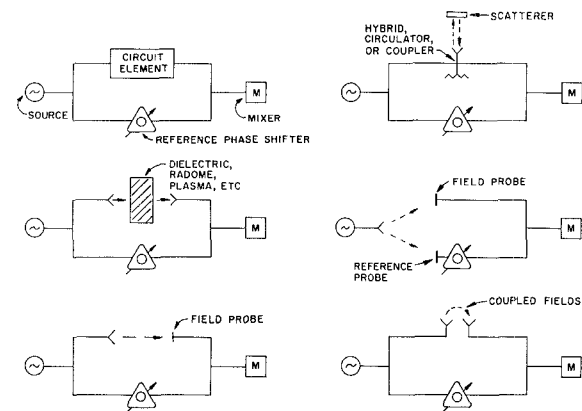 CIRCUIT
ELEMENT
SOURCE
M
MIXER
REFERENCE PHASE SHIFTER
SCATTERER
HYBRID,
CIRCULATOR,
OR COUPLER
M
DIELECTRIC,
RADOME,
PLASMA, ETC
M
FIELD PROBE
M
REFERENCE
PROBE
FIELD PROBE
M
COUPLED FIELDS
M